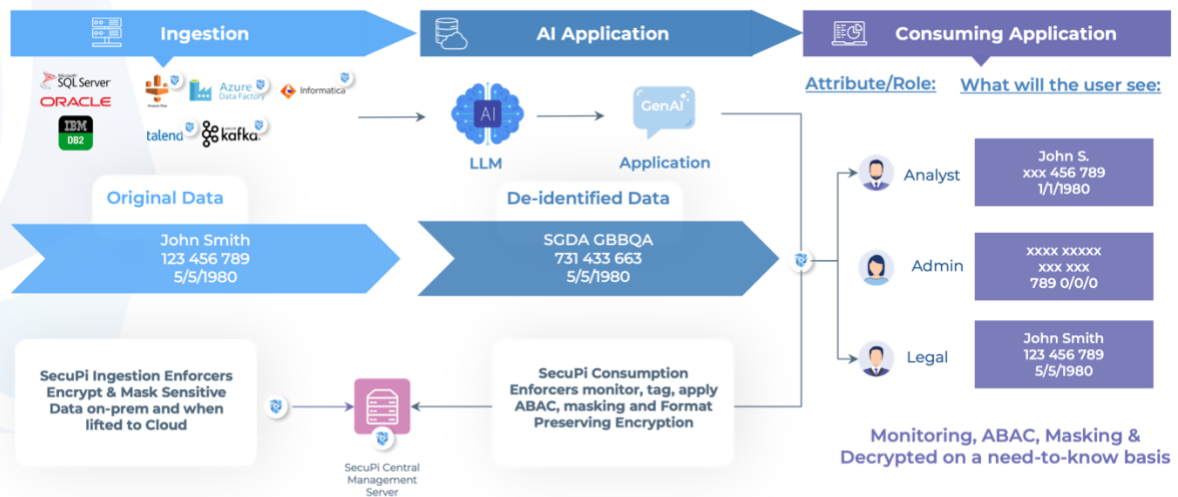 Ingestion
AI Application
Consuming Application
Attribute/Role:
What will the user see:
Microsoft
SQL Server
ORACLE
IBM
DB2
Azure
Data Factory
Informatica
talend
kafka
AI
LLM
GenAI
Application
Original Data
John Smith
123 456 789
5/5/1980
De-identified Data
SGDA GBBQA
731 433 663
5/5/1980
Analyst
John S.
xxx 456 789
1/1/1980
Admin
xxxx xxxxx
xxx xxx
789 0/0/0
Legal
John Smith
123 456 789
5/5/1980
SecuPi Ingestion Enforcers
Encrypt & Mask Sensitive
Data on-prem and when
lifted to Cloud
SecuPi Central
Management
Server
SecuPi Consumption
Enforcers monitor, tag, apply
ABAC, masking and Format
Preserving Encryption
Monitoring, ABAC, Masking &
Decrypted on a need-to-know basis